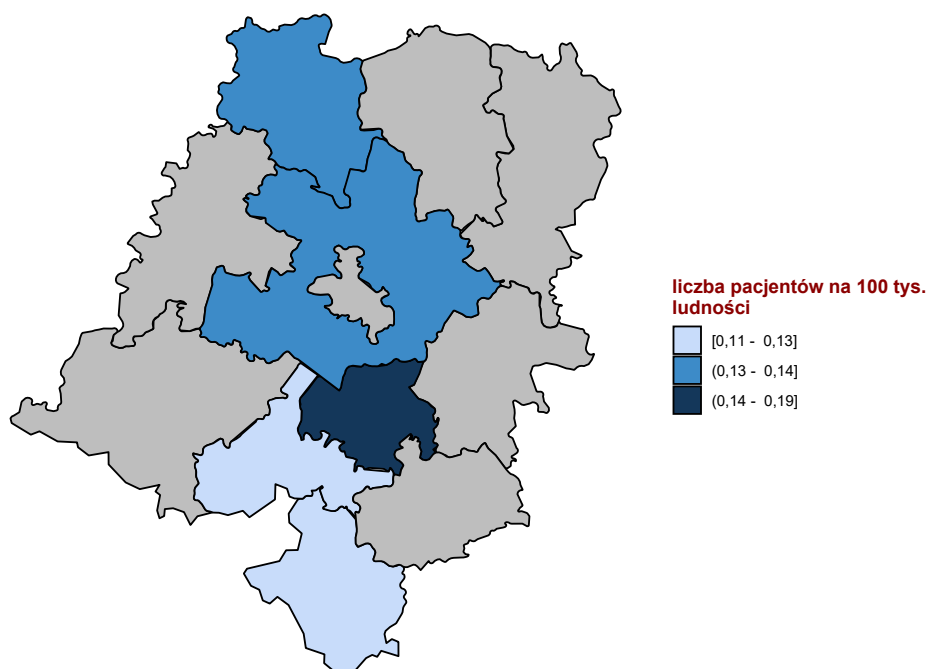 liczba pacjentów na 100 tys.
ludności
[0,11 - 0,13]
(0,13 - 0,14]
(0,14 - 0,19]